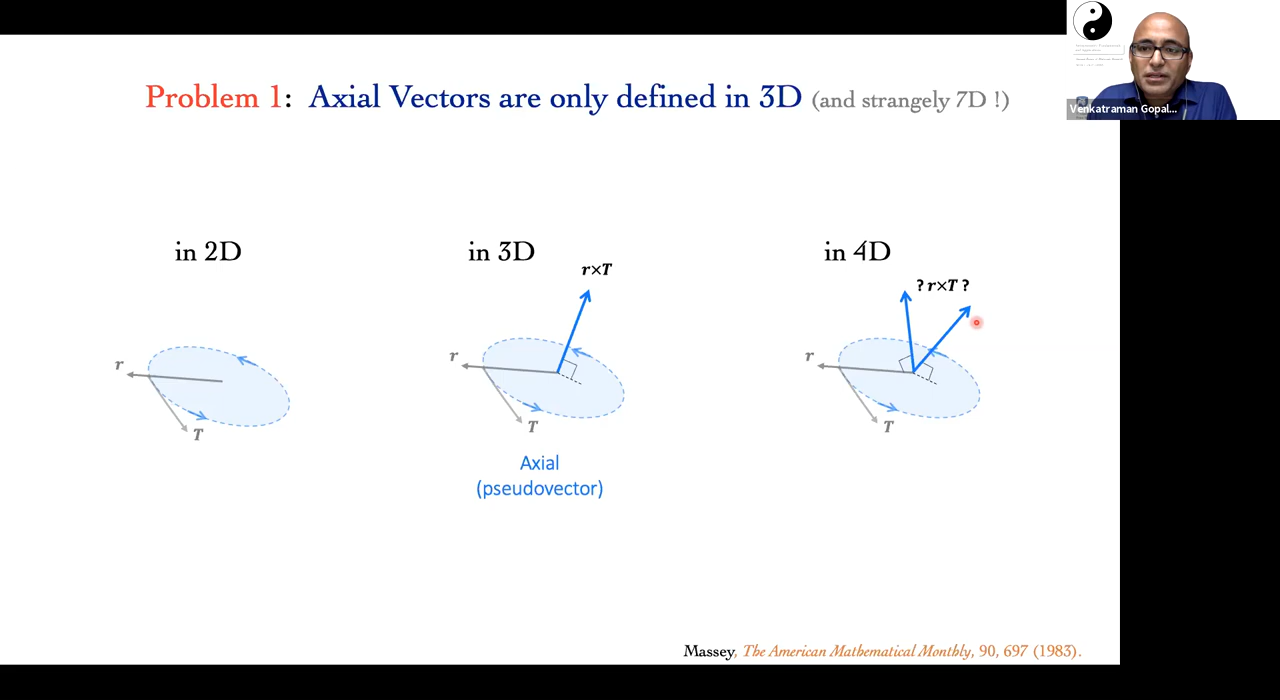 Problem 1: Axial Vectors are only defined in 3D (and strangely 7D !)
Venkatraman Gopal...
in 2D
in 3D
in 4D
r×T
? r×T ?
r
T
r
T
r
T
Axial
(pseudovector)
Massey, The American Mathematical Monthly, 90, 697 (1983).